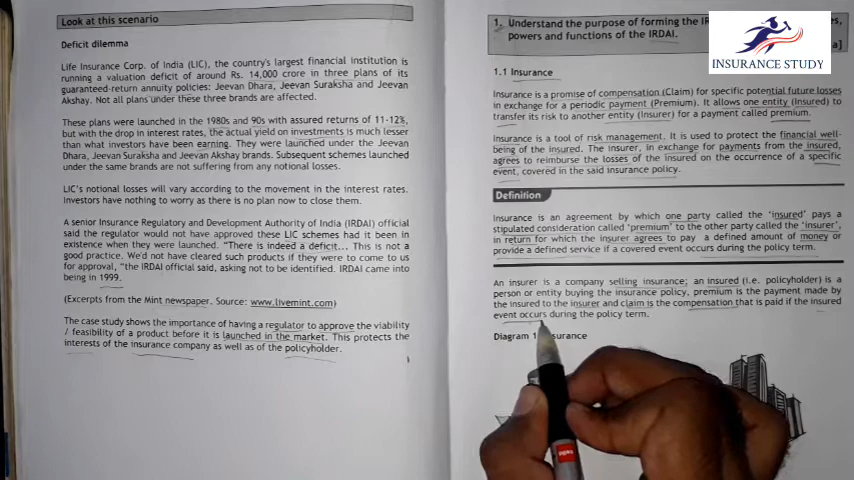 Look at this scenario
Deficit dilemma
Life Insurance Corp. of India (LIC), the country's largest financial institution is
running a valuation deficit of around Rs. 14,000 crore in three plans of its
guaranteed-return annuity policies: Jeevan Dhara, Jeevan Suraksha and Jeevan
Akshay. Not all plans under these three brands are affected.
These plans were launched in the 1980s and 90s with assured returns of 11-12%,
but with the drop in interest rates, the actual yield on investments is much lesser
than what investors have been earning. They were launched under the Jeevan
Dhara, Jeevan Suraksha and Jeevan Akshay brands. Subsequent schemes launched
under the same brands are not suffering from any notional losses.
LIC's notional losses will vary according to the movement in the interest rates.
Investors have nothing to worry as there is no plan now to close them.
A senior Insurance Regulatory and Development Authority of India (IRDAI) official
said the regulator would not have approved these LIC schemes had it been in
existence when they were launched. "There is indeed a deficit... This is not a
good practice. We'd not have cleared such products if they were to come to us
for approval, "the IRDAI official said, asking not to be identified. IRDAI came into
being in 1999.
(Excerpts from the Mint newspaper. Source: www.livemint.com)
The case study shows the importance of having a regulator to approve the viability
/ feasibility of a product before it is launched in the market. This protects the
interests of the insurance company as well as of the policyholder.
1. Understand the purpose of forming the
powers and functions of the IRDAI.
INSURANCE STUDY
1.1 Insurance
Insurance is a promise of compensation (Claim) for specific potential future losses
in exchange for a periodic payment (Premium). It allows one entity (Insured) to
transfer its risk to another entity (Insurer) for a payment called premium.
Insurance is a tool of risk management. It is used to protect the financial well-
being of the insured. The insurer, in exchange for payments from the insured,
agrees to reimburse the losses of the insured on the occurrence of a specific
event, covered in the said insurance policy.
Definition
Insurance is an agreement by which one party called the 'insured' pays a
stipulated consideration called 'premium' to the other party called the 'insurer',
in return for which the insurer agrees to pay a defined amount of money or
provide a defined service if a covered event occurs during the policy term.
An insurer is a company selling insurance; an insured (i.e. policyholder) is a
person or entity buying the insurance policy, premium is the payment made by
the insured to the insurer and claim is the compensation that is paid if the insured
event occurs during the policy term.
Diagram 1